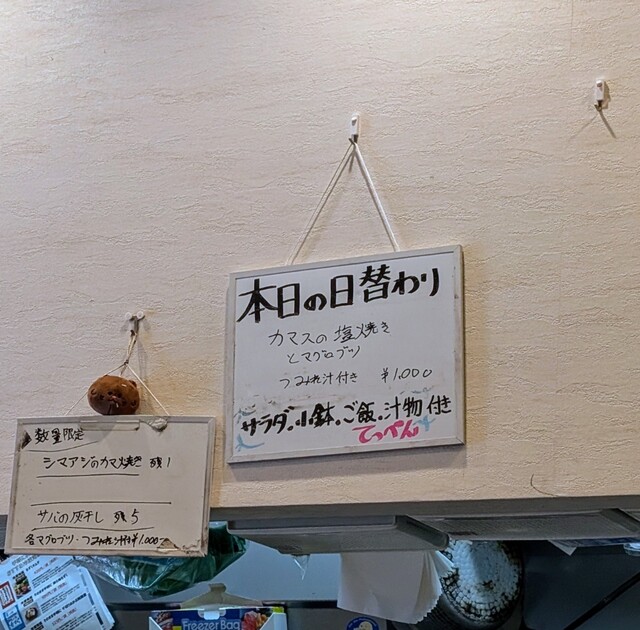 本日の日替わり
カマスの塩焼き
とマグロブツ
つみれ汁付き ￥1,000
サラダ。小鉢。ご飯。汁物付き
てっぺん
数量限定
シマアジのカマ焼き 残1
サバの灰干し 残5
各マグロブツ・つみれ汁付き￥1,000-
Freezer Bag